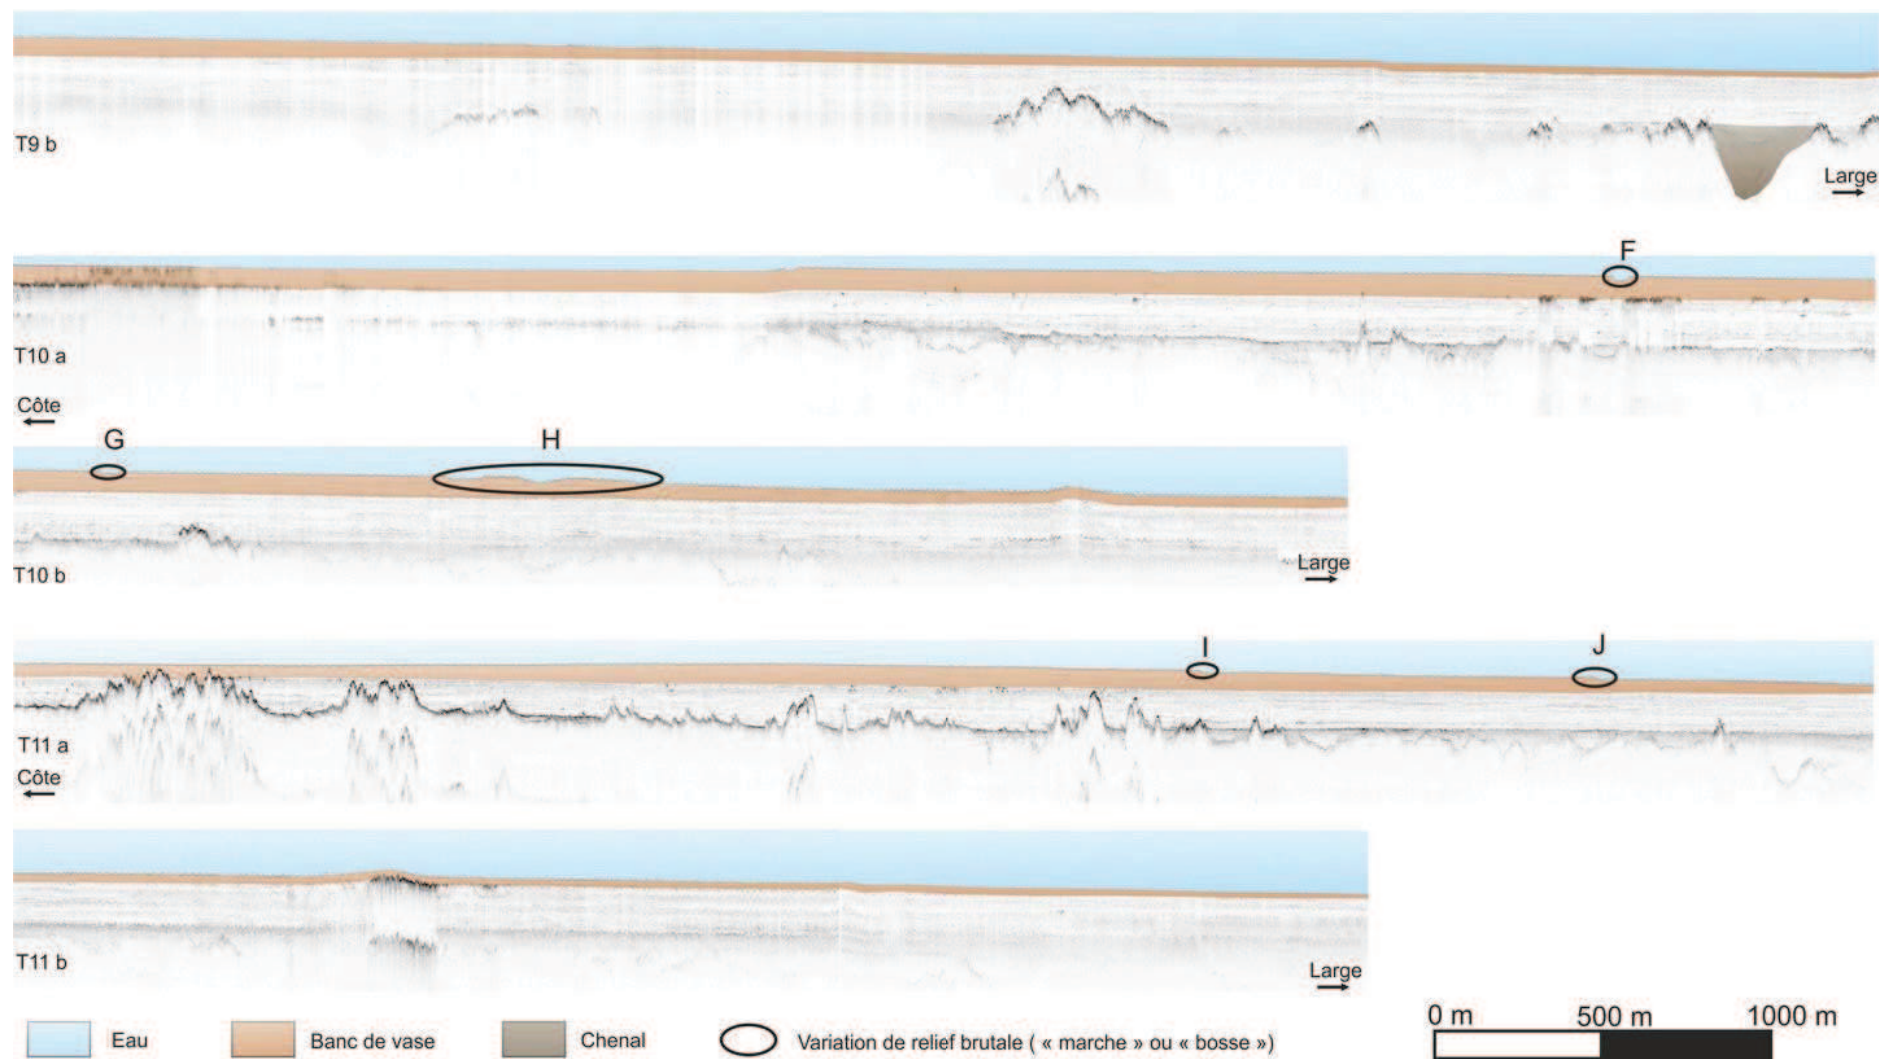 T9 b
Large
F
T10 a
Côte
G
H
T10 b
Large
I
J
T11 a
Côte
T11 b
Large
Eau
Banc de vase
Chenal
Variation de relief brutale ( « marche » ou « bosse »)
0 m 500 m 1000 m